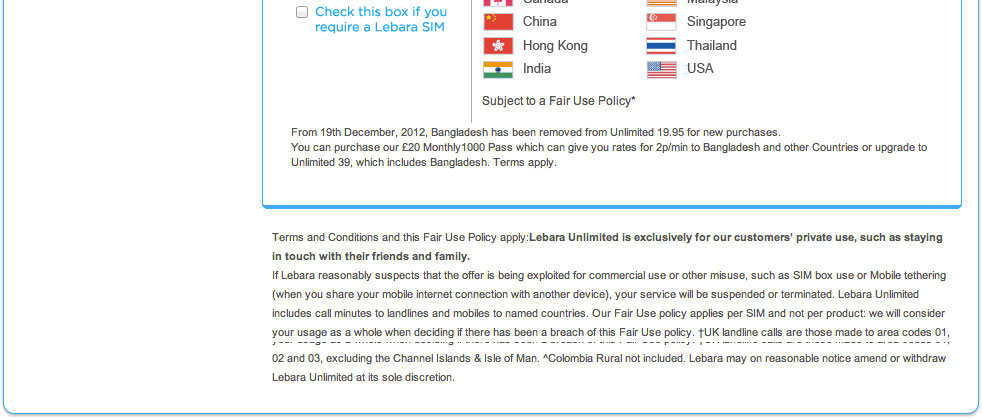 Canada
Malaysia
Check this box if you
require a Lebara SIM
China
Singapore
Hong Kong
Thailand
India
USA
Subject to a Fair Use Policy*
From 19th December, 2012, Bangladesh has been removed from Unlimited 19.95 for new purchases.
You can purchase our £20 Monthly1000 Pass which can give you rates for 2p/min to Bangladesh and other Countries or upgrade to
Unlimited 39, which includes Bangladesh. Terms apply.
Terms and Conditions and this Fair Use Policy apply:Lebara Unlimited is exclusively for our customers' private use, such as staying
in touch with their friends and family.
If Lebara reasonably suspects that the offer is being exploited for commercial use or other misuse, such as SIM box use or Mobile tethering
(when you share your mobile internet connection with another device), your service will be suspended or terminated. Lebara Unlimited
includes call minutes to landlines and mobiles to named countries. Our Fair Use policy applies per SIM and not per product: we will consider
your usage as a whole when deciding if there has been a breach of this Fair Use policy. †UK landline calls are those made to area codes 01,
02 and 03, excluding the Channel Islands & Isle of Man. ^Colombia Rural not included. Lebara may on reasonable notice amend or withdraw
Lebara Unlimited at its sole discretion.